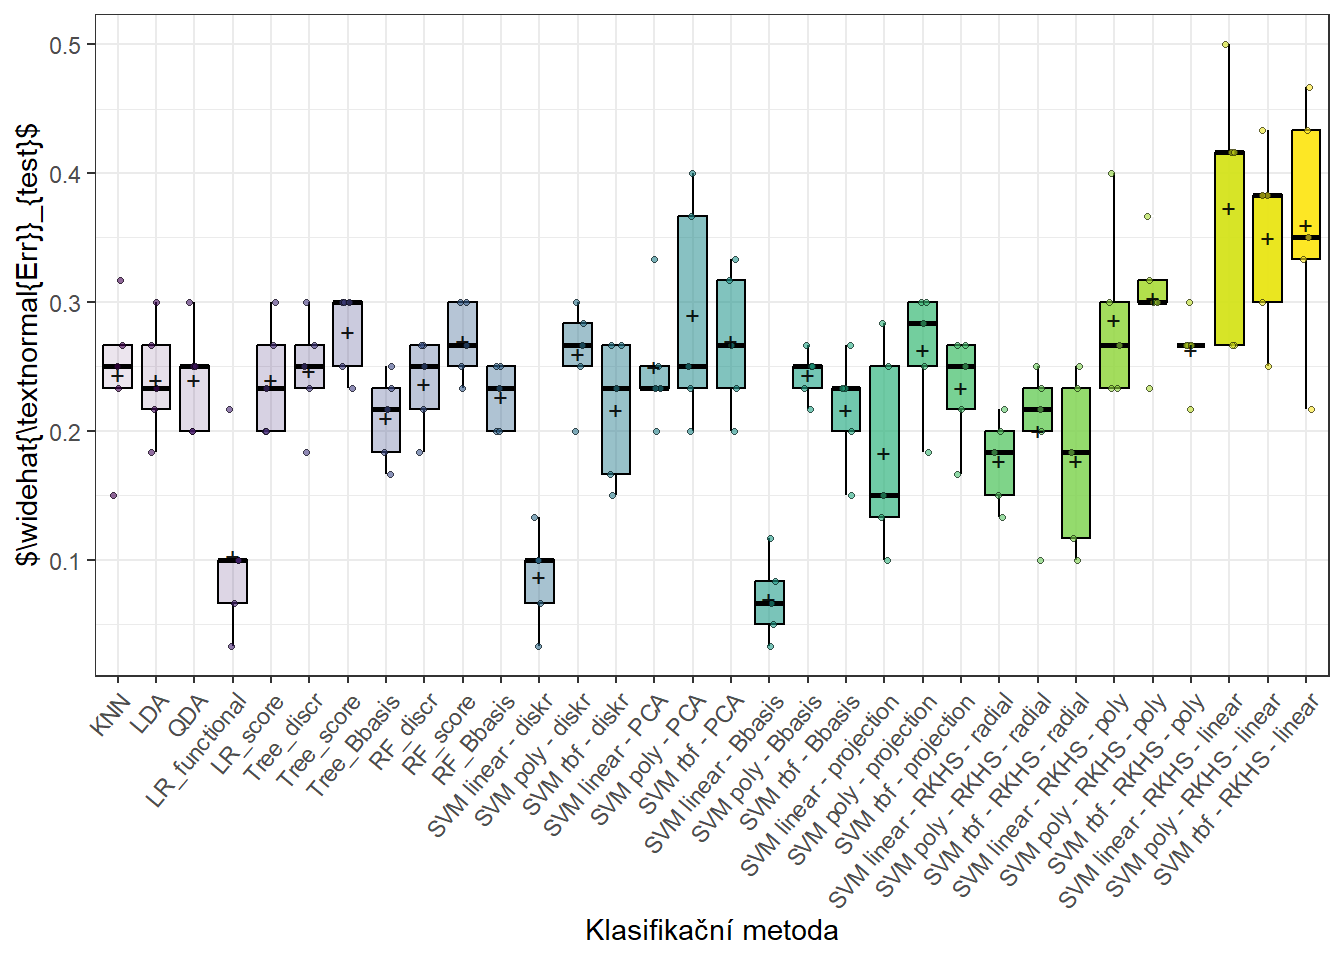 $\widehat{\textnormal{Err}}_{test}$
0.5
0.4
0.3
0.2
0.1
KNN
LDA
QDA
LR_functional
LR_score
Tree_discr
Tree_score
Tree_Bbasis
RF_discr
RF_score
RF_Bbasis
SVM linear - diskr
SVM poly - diskr
SVM rbf - diskr
SVM linear - PCA
SVM poly - PCA
SVM rbf - PCA
SVM linear - Bbasis
SVM poly - Bbasis
SVM rbf - Bbasis
SVM linear - projection
SVM poly - projection
SVM rbf - projection
SVM linear - RKHS - radial
SVM poly - RKHS - radial
SVM rbf - RKHS - radial
SVM linear - RKHS - poly
SVM poly - RKHS - poly
SVM rbf - RKHS - poly
SVM linear - RKHS - linear
SVM poly - RKHS - linear
SVM rbf - RKHS - linear
Klasifikační metoda